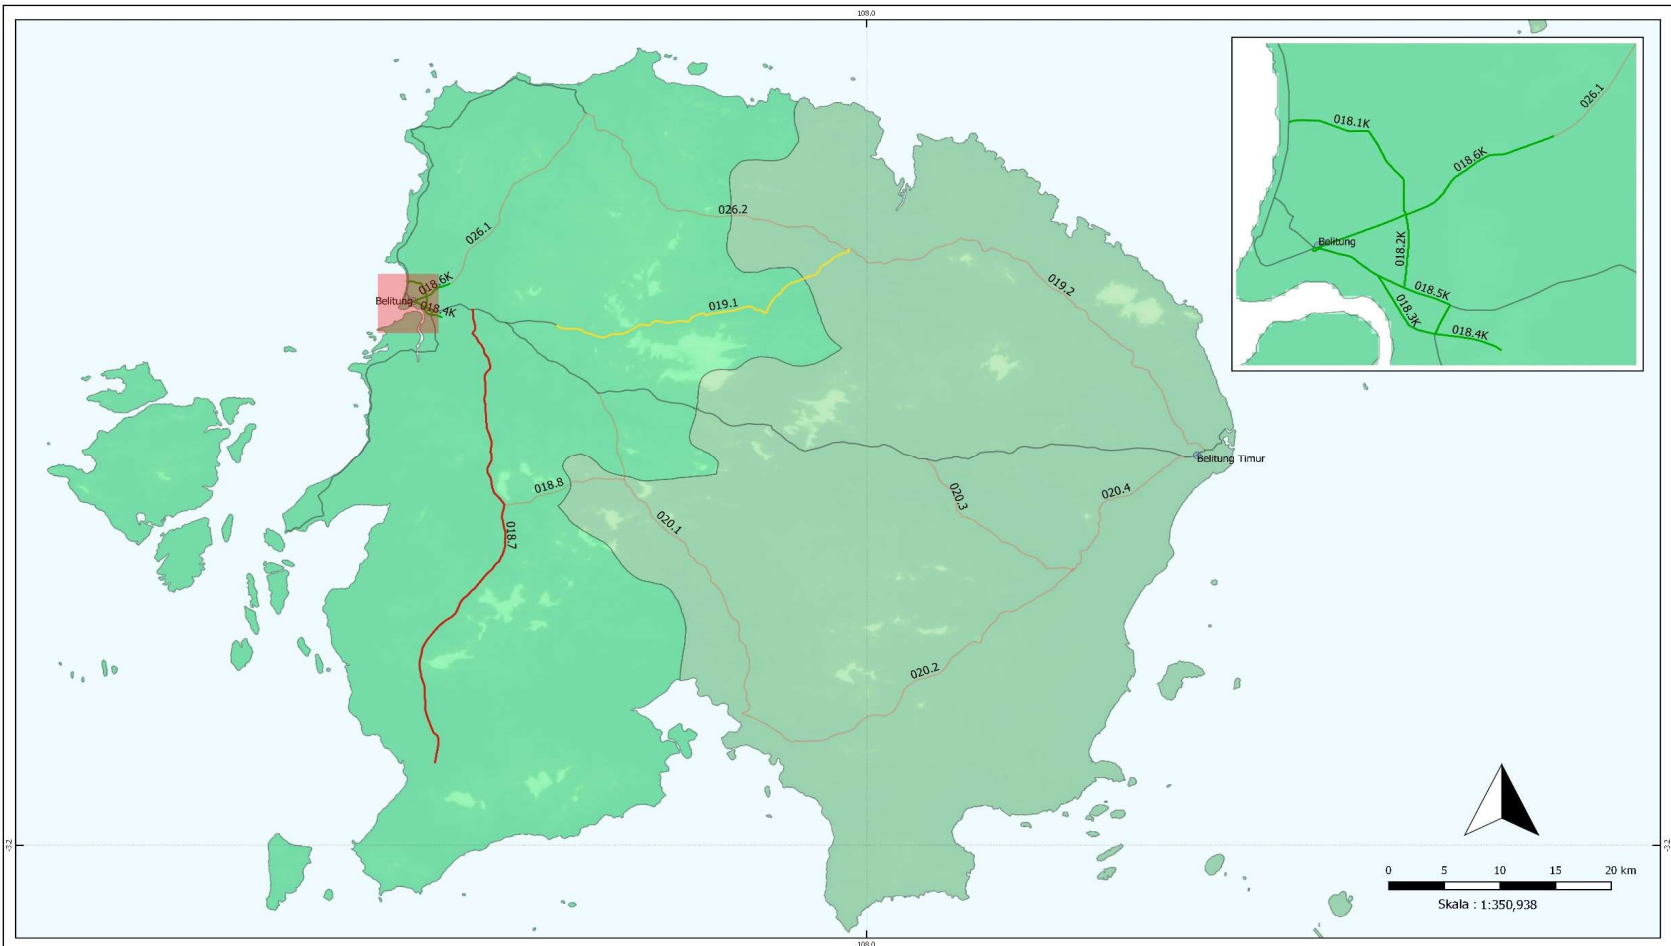 108.0
026.1
018.1K
018.6K
026.2
026.1
018.2K
Belitung
019.2
018.6K
018.5K
Belitung
019.1
018.4K
018.3K
018.4K
Belitung Timur
018.8
020.3
020.4
020.1
018.7
020.2
-3.2
-3.2
0 5 10 15 20 km
Skala : 1:350,938
108.0